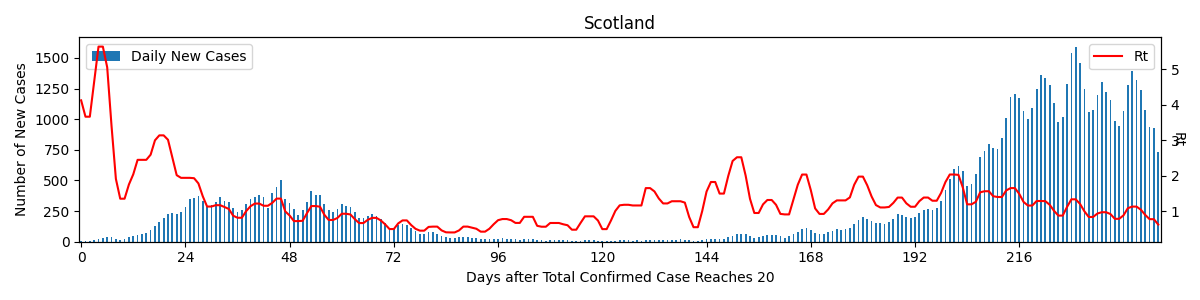 Scotland
Daily New Cases
Rt
Number of New Cases
1500
1250
1000
750
500
250
0
5
4
3
2
1
Rt
0 24 48 72 96 120 144 168 192 216
Days after Total Confirmed Case Reaches 20